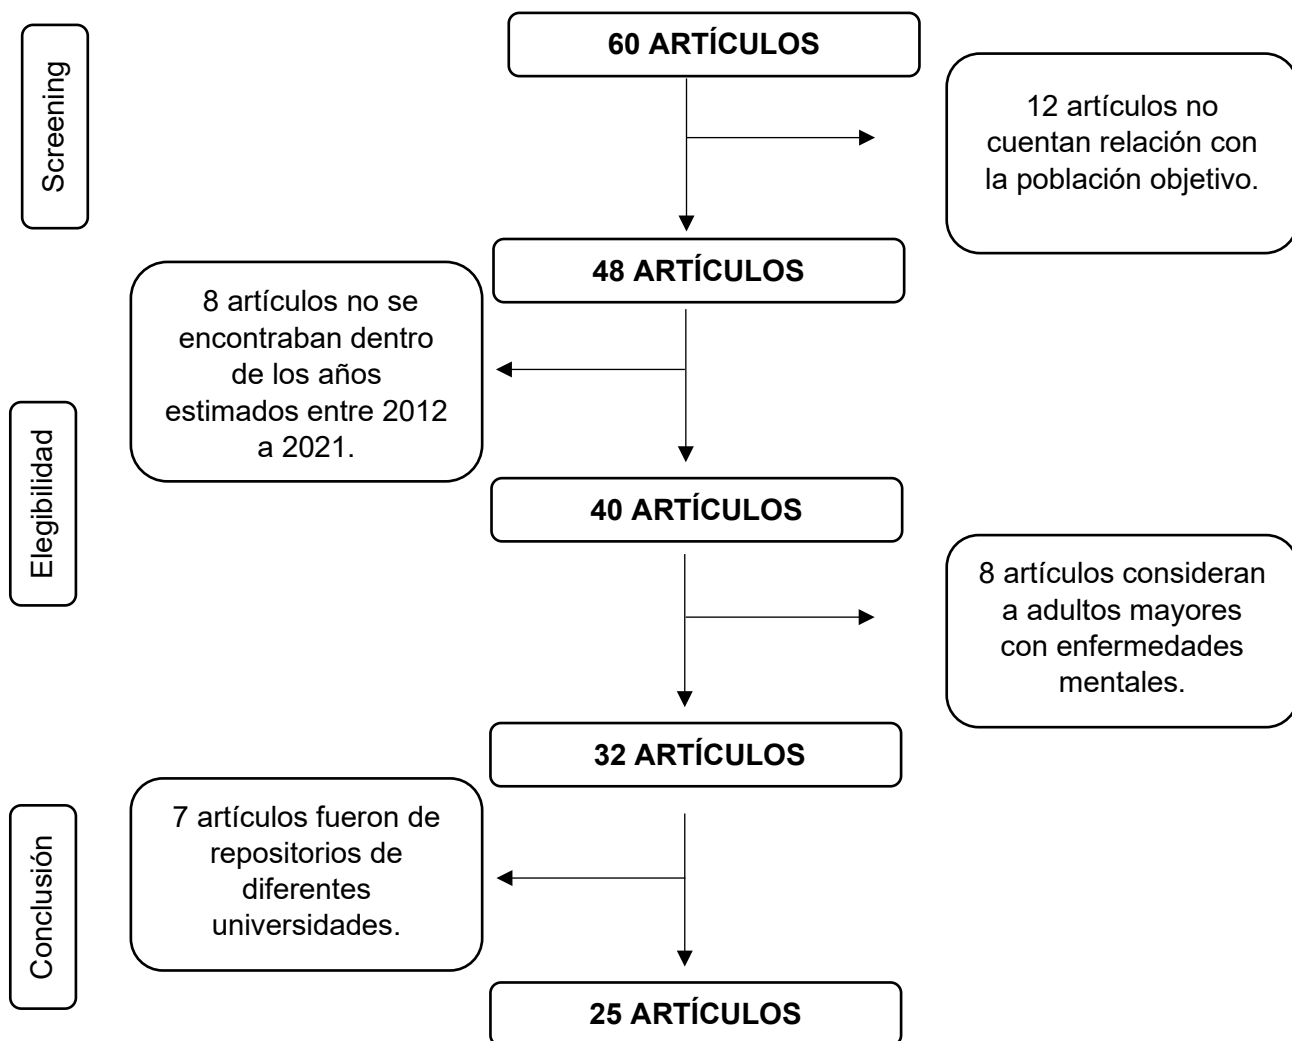 60 ARTÍCULOS
Screening
12 artículos no
cuentan relación con
la población objetivo.
48 ARTÍCULOS
8 artículos no se
encontraban dentro
de los años
estimados entre 2012
a 2021.
Elegibilidad
40 ARTÍCULOS
8 artículos consideran
a adultos mayores
con enfermedades
mentales.
32 ARTÍCULOS
7 artículos fueron de
repositorios de
diferentes
universidades.
Conclusión
25 ARTÍCULOS